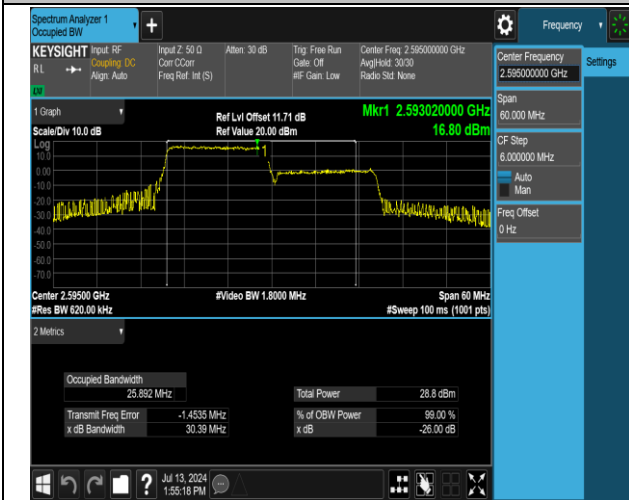 Spectrum Analyzer 1
Occupied BW
+
Frequency
KEYSIGHT
RL
Input: RF
Coupling: DC
Align: Auto
Input Z: 50 Ω
Corr CCorr
Freq Ref: Int (S)
Atten: 30 dB
Trig: Free Run
Gate: Off
#IF Gain: Low
Center Freq: 2.595000000 GHz
Avg|Hold: 30/30
Radio Std: None
LW
Center Frequency
2.595000000 GHz
Settings
Span
60.000 MHz
CF Step
6.000000 MHz
Auto
Man
Freq Offset
0 Hz
1 Graph
Scale/Div 10.0 dB
Ref Lvl Offset 11.71 dB
Ref Value 20.00 dBm
Mkr1 2.593020000 GHz
16.80 dBm
Log
10.0
0.00
-10.0
-20.0
-30.0
-40.0
-50.0
-60.0
-70.0
1
Center 2.59500 GHz
#Res BW 620.00 kHz
#Video BW 1.8000 MHz
Span 60 MHz
#Sweep 100 ms (1001 pts)
2 Metrics
Occupied Bandwidth
25.892 MHz
Total Power 28.8 dBm
Transmit Freq Error -1.4535 MHz
% of OBW Power 99.00 %
x dB Bandwidth 30.39 MHz
x dB -26.00 dB
?
Jul 13, 2024
1:55:18 PM